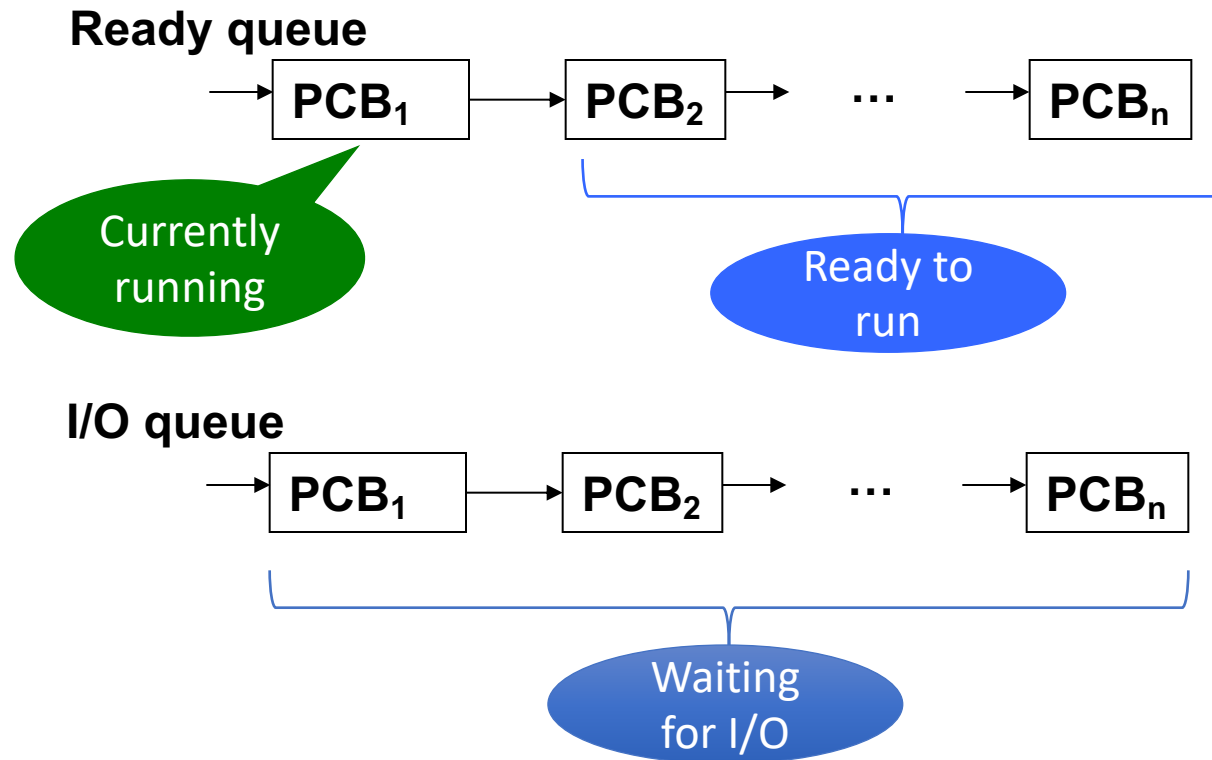 Ready queue
PCB₁ PCB₂ ... PCBₙ
Currently
running
Ready to
run
I/O queue
PCB₁ PCB₂ ... PCBₙ
Waiting
for I/O